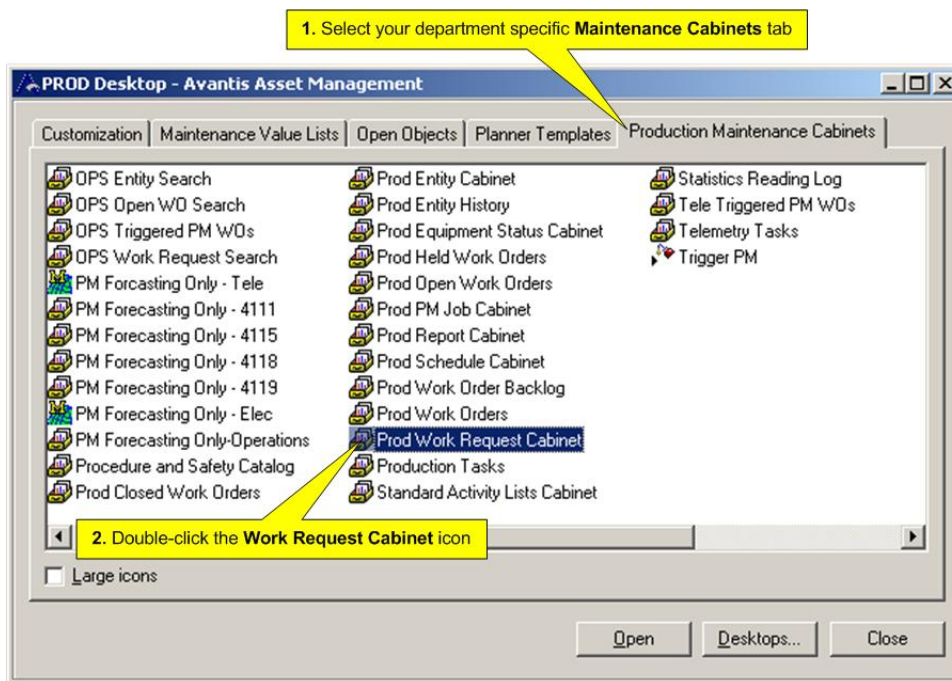 1. Select your department specific Maintenance Cabinets tab
PROD Desktop - Avantis Asset Management
Customization
Maintenance Value Lists
Open Objects
Planner Templates
Production Maintenance Cabinets
OPS Entity Search
OPS Open WO Search
OPS Triggered PM WOs
OPS Work Request Search
PM Forcasting Only - Tele
PM Forecasting Only - 4111
PM Forecasting Only - 4115
PM Forecasting Only - 4118
PM Forecasting Only - 4119
PM Forecasting Only - Elec
PM Forecasting Only-Operations
Procedure and Safety Catalog
Prod Closed Work Orders
Prod Entity Cabinet
Prod Entity History
Prod Equipment Status Cabinet
Prod Held Work Orders
Prod Open Work Orders
Prod PM Job Cabinet
Prod Report Cabinet
Prod Schedule Cabinet
Prod Work Order Backlog
Prod Work Orders
Prod Work Request Cabinet
Production Tasks
Standard Activity Lists Cabinet
Statistics Reading Log
Tele Triggered PM WOs
Telemetry Tasks
Trigger PM
2. Double-click the Work Request Cabinet icon
Large icons
Open
Desktops...
Close